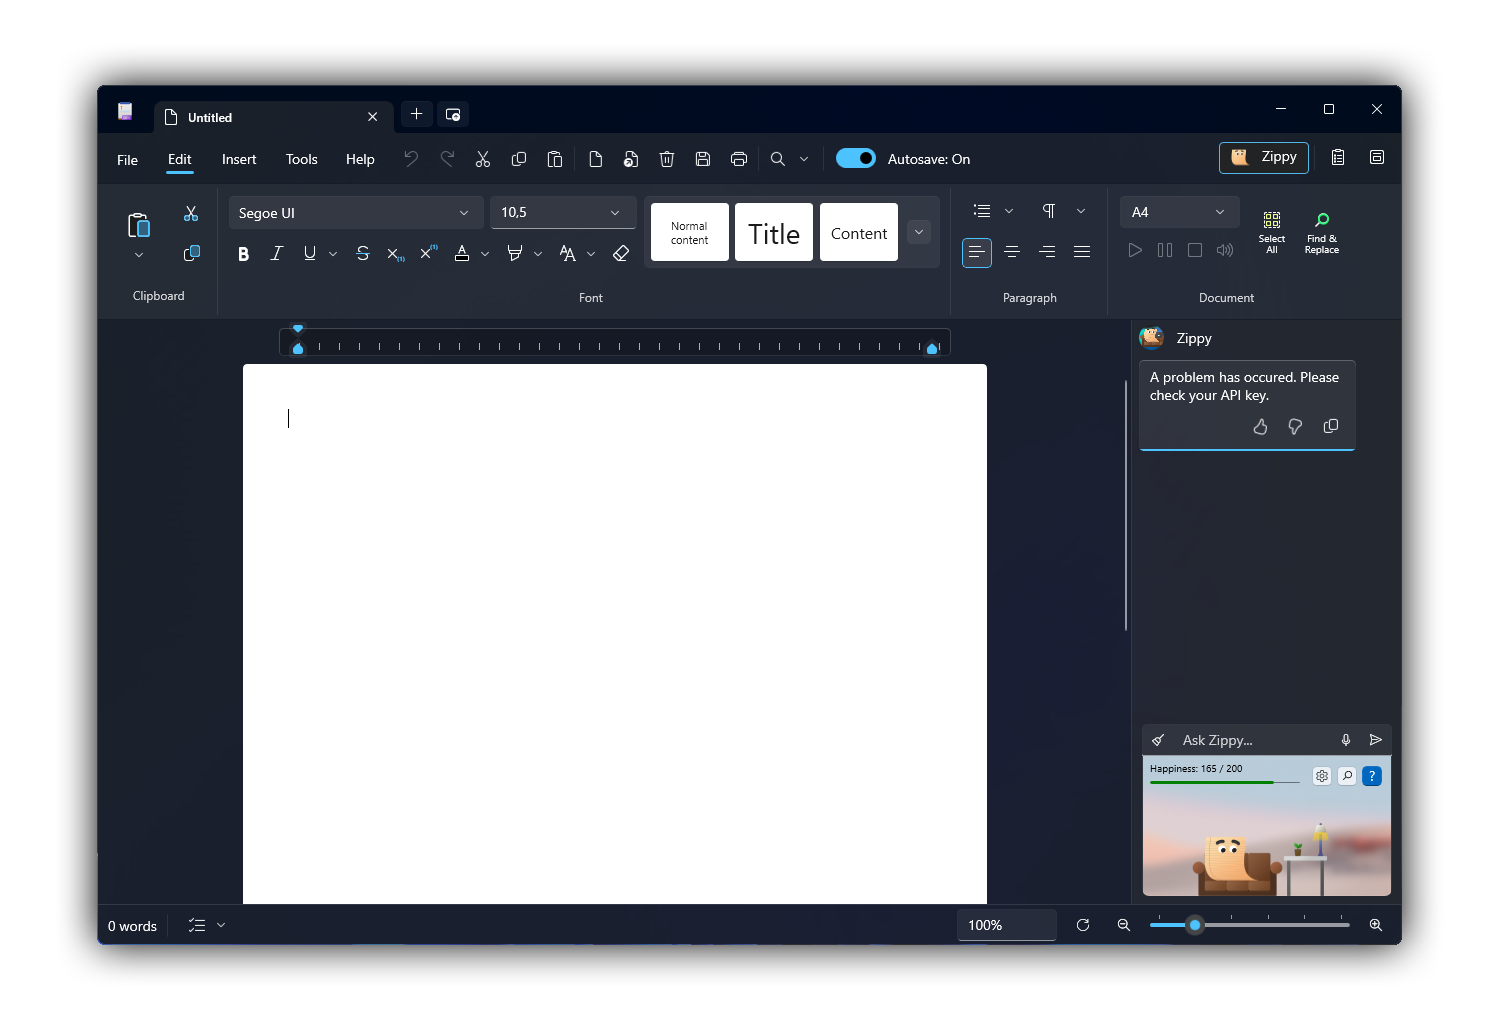 Untitled
File
Edit
Insert
Tools
Help
Autosave: On
Zippy
Segoe UI
10,5
Normal
content
Title
Content
A4
Select
All
Find &
Replace
Clipboard
Font
Paragraph
Document
Zippy
A problem has occured. Please
check your API key.
Ask Zippy...
Happiness: 165 / 200
?
0 words
100%